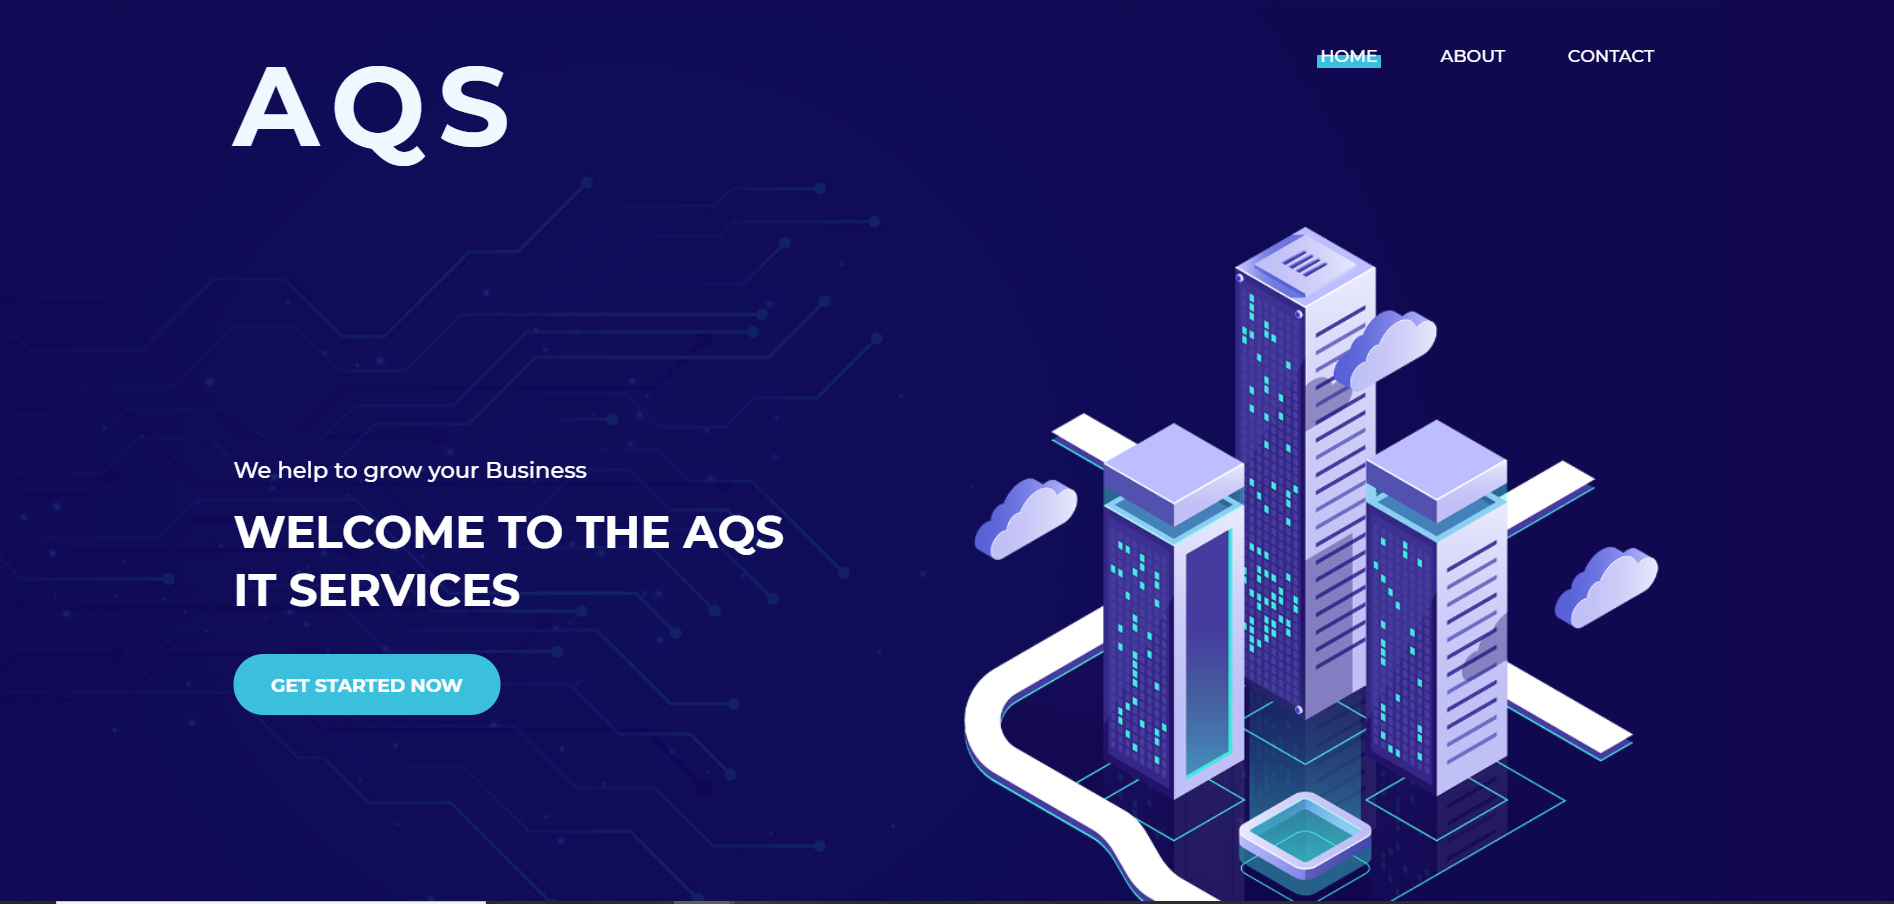 AQS
HOME
ABOUT
CONTACT
We help to grow your Business
WELCOME TO THE AQS
IT SERVICES
GET STARTED NOW